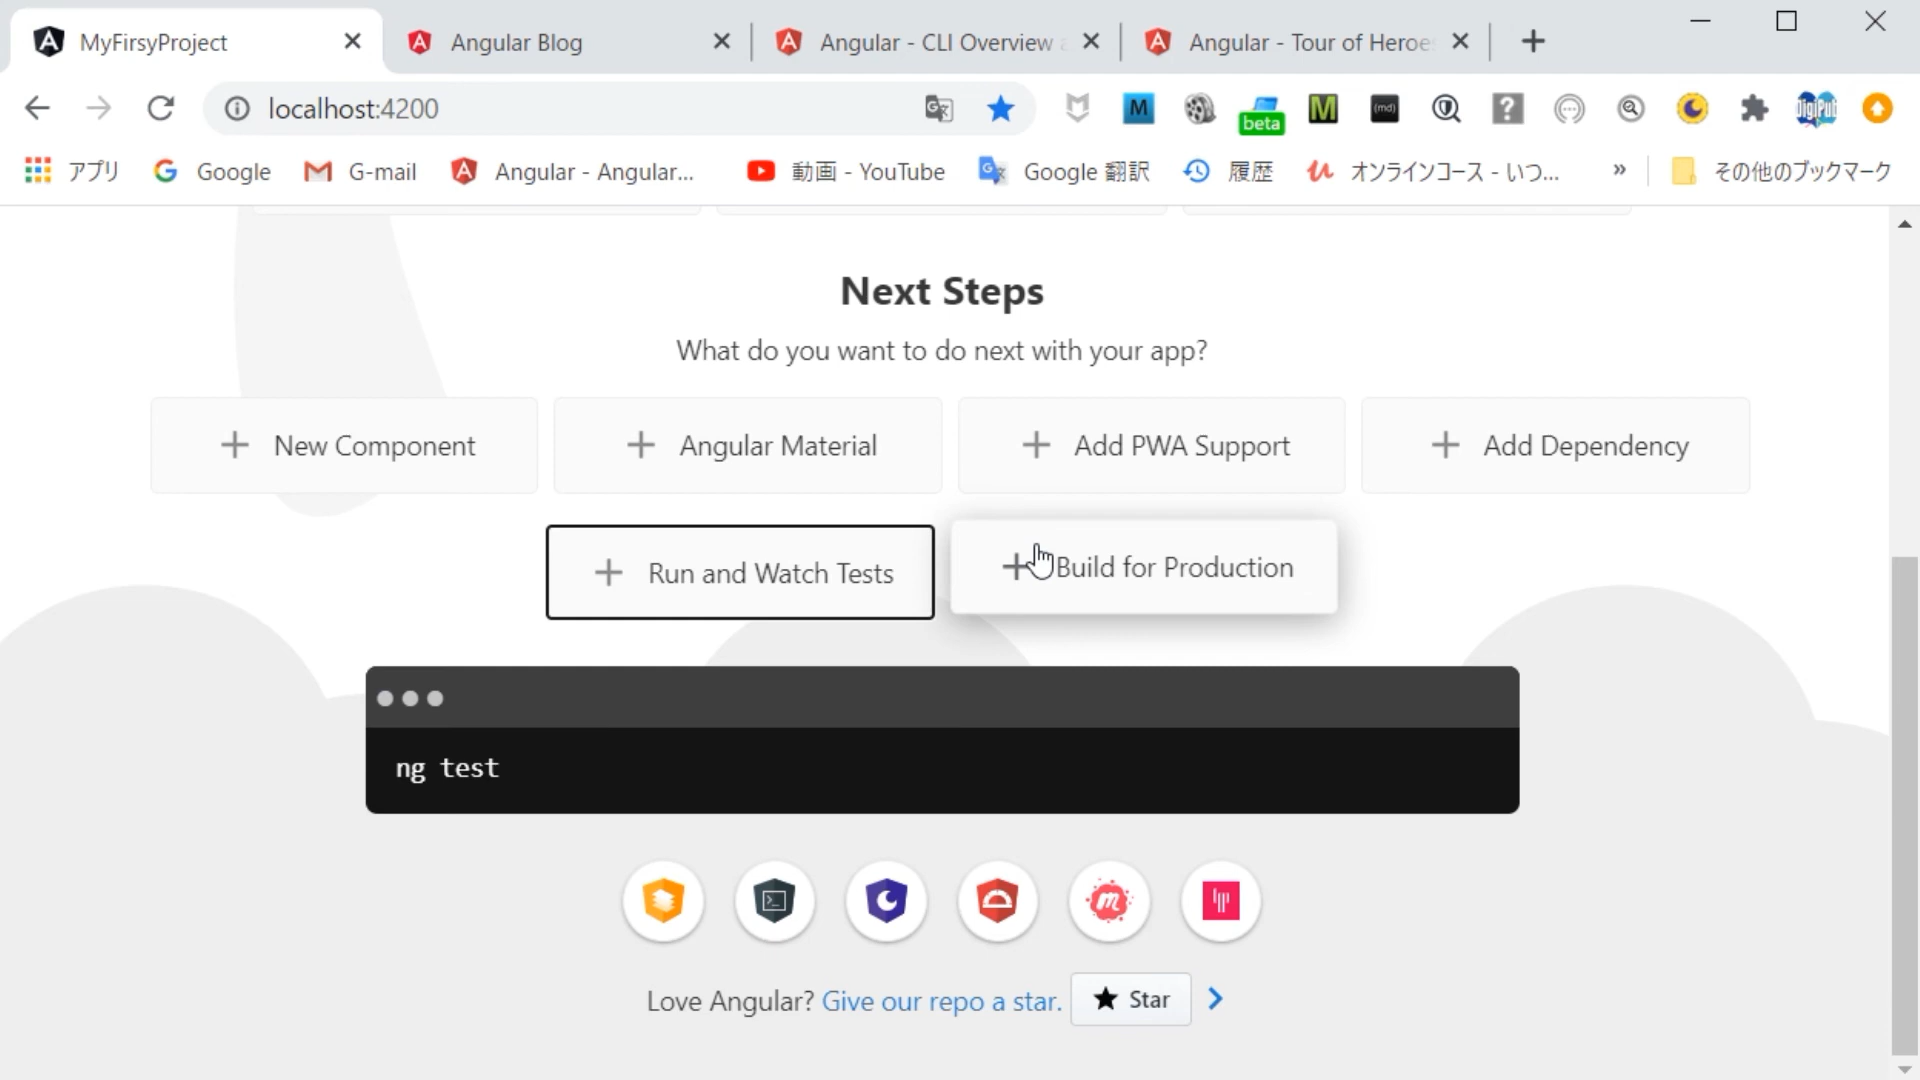 MyFirsyProject
Angular Blog
Angular - CLI Overview a
Angular - Tour of Heroe
localhost:4200
M
beta
M
(md)
?
DigiPub
アプリ
Google
G-mail
Angular - Angular...
動画 - YouTube
Google 翻訳
履歴
オンラインコース - いつ...
»
その他のブックマーク
Next Steps
What do you want to do next with your app?
New Component
Angular Material
Add PWA Support
Add Dependency
Run and Watch Tests
Build for Production
ng test
Love Angular? Give our repo a star.
Star